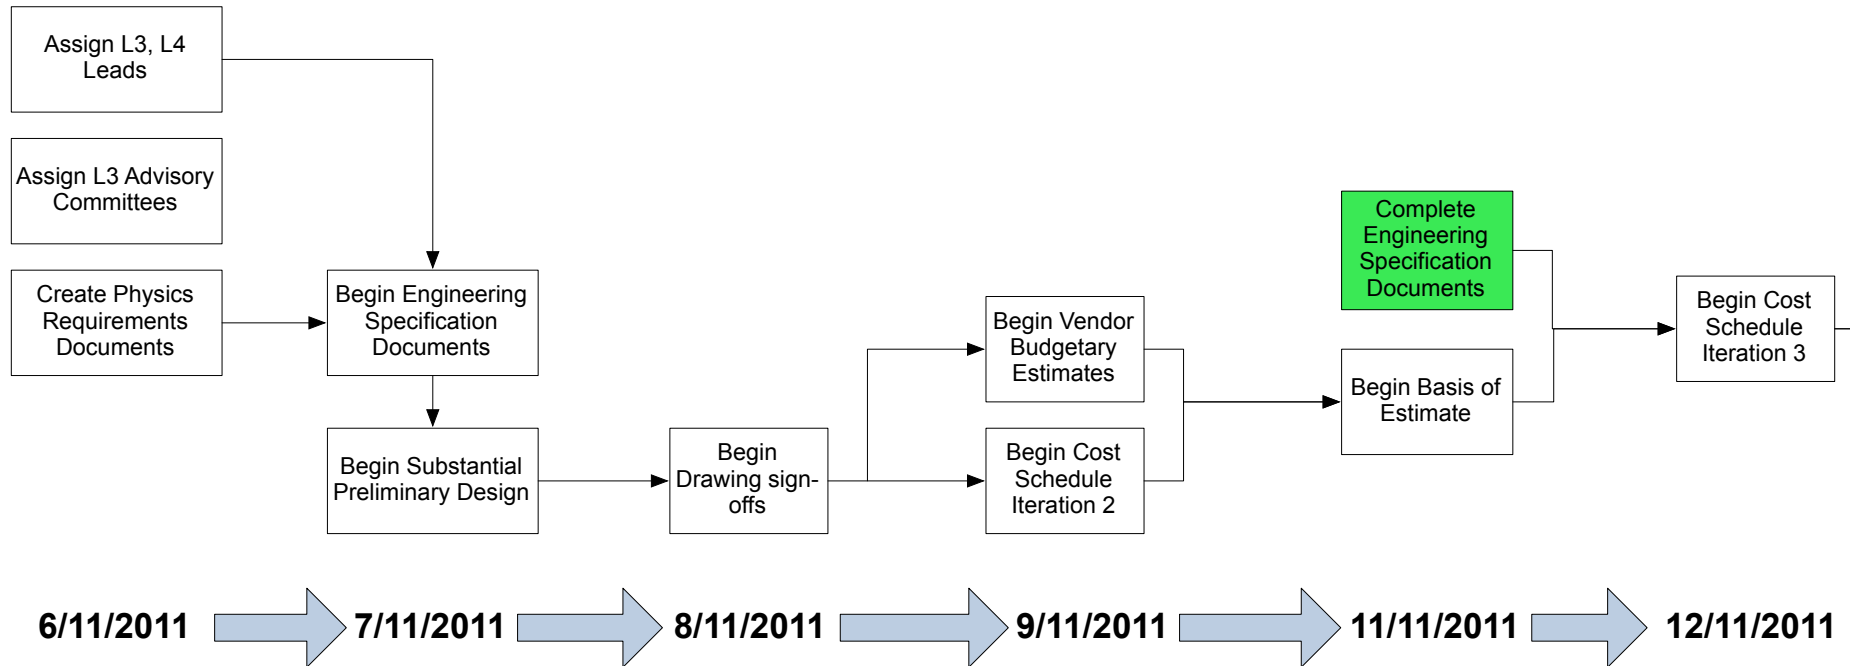 Assign L3, L4
Leads
Assign L3 Advisory
Committees
Create Physics
Requirements
Documents
Begin Engineering
Specification
Documents
Begin Substantial
Preliminary Design
Begin
Drawing sign-
offs
Begin Vendor
Budgetary
Estimates
Begin Cost
Schedule
Iteration 2
Complete
Engineering
Specification
Documents
Begin Basis of
Estimate
Begin Cost
Schedule
Iteration 3
6/11/2011
7/11/2011
8/11/2011
9/11/2011
11/11/2011
12/11/2011